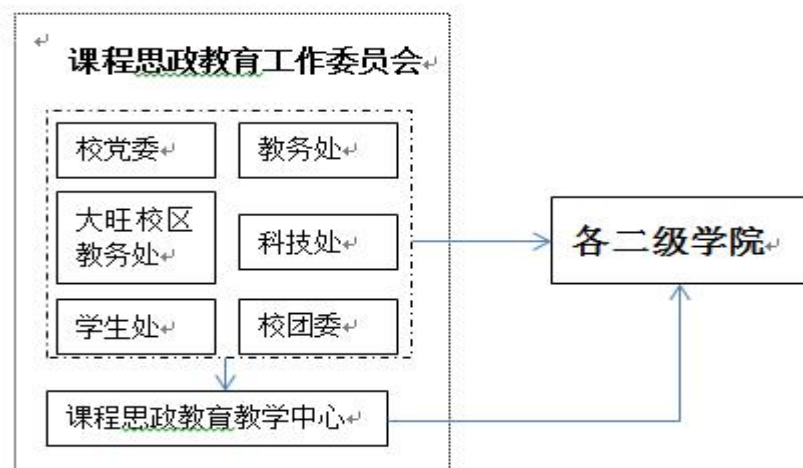 课程思政教育工作委员会
校党委
教务处
大旺校区
教务处
科技处
学生处
校团委
课程思政教育教学中心
各二级学院